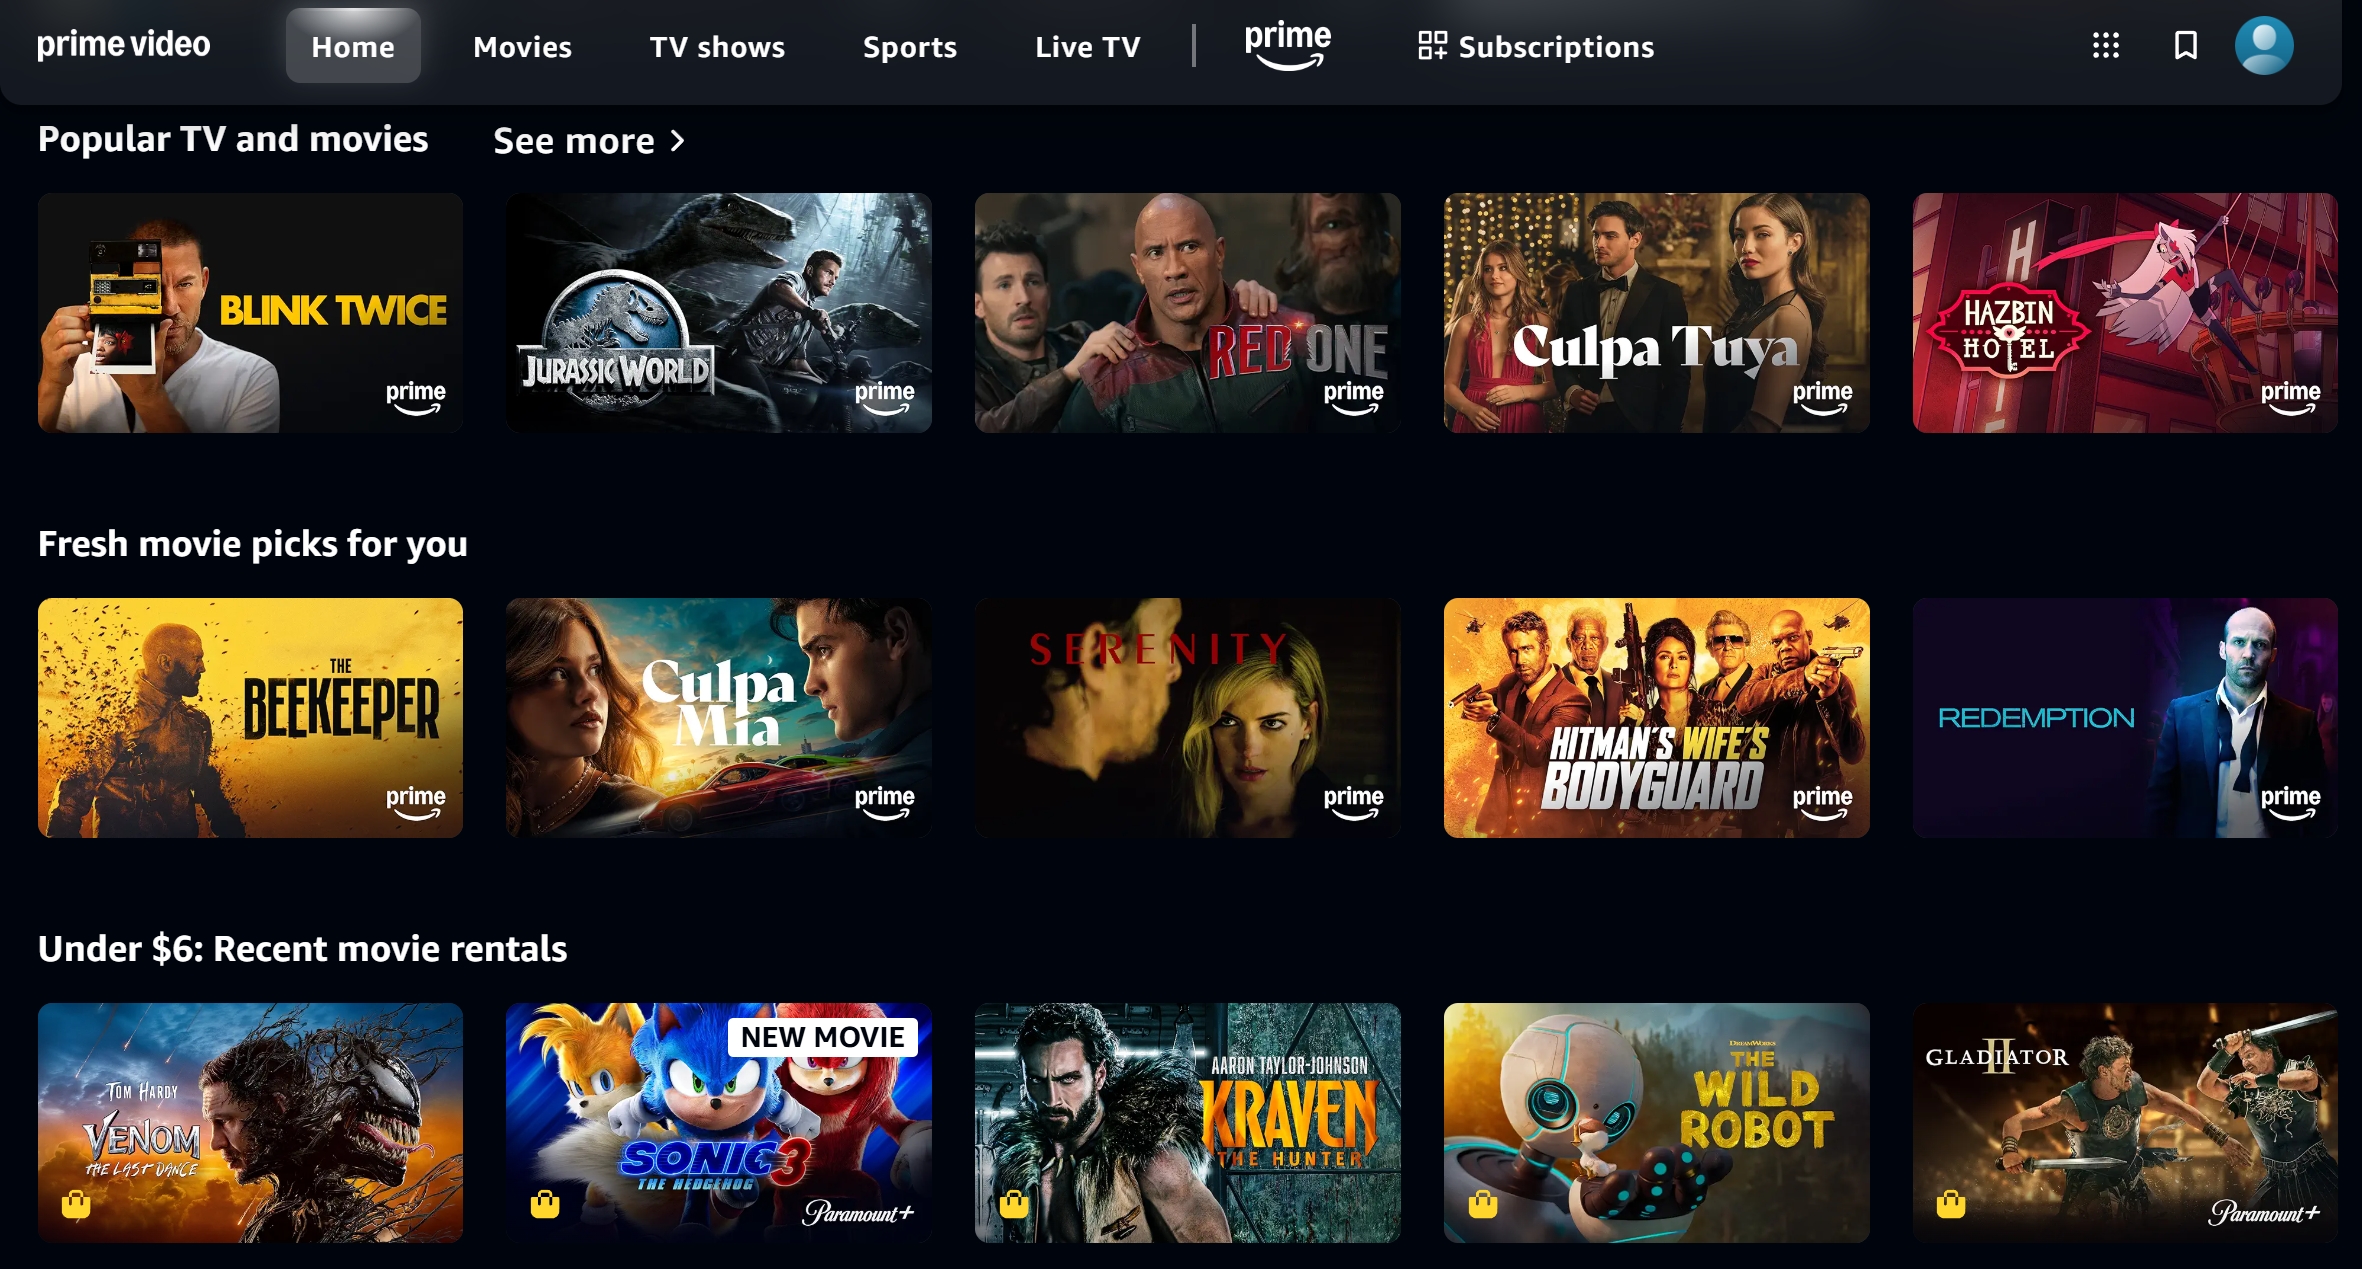 prime video
Home
Movies
TV shows
Sports
Live TV
prime
Subscriptions
Popular TV and movies
See more
BLINK TWICE
prime
JURASSIC WORLD
prime
RED ONE
prime
Culpa Tuya
prime
H
HAZBIN
HOTEL
prime
Fresh movie picks for you
THE
BEEKEEPER
prime
Culpa
Mia
prime
SERENITY
prime
HITMAN'S WIFE'S
BODYGUARD
prime
REDEMPTION
prime
Under $6: Recent movie rentals
TOM HARDY
VENOM
THE LAST DANCE
NEW MOVIE
SONIC 3
THE HEDGEHOG
Paramount+
AARON TAYLOR-JOHNSON
KRAVEN
THE HUNTER
DREAMWORKS
THE
WILD
ROBOT
GLADIATOR
II
Paramount+